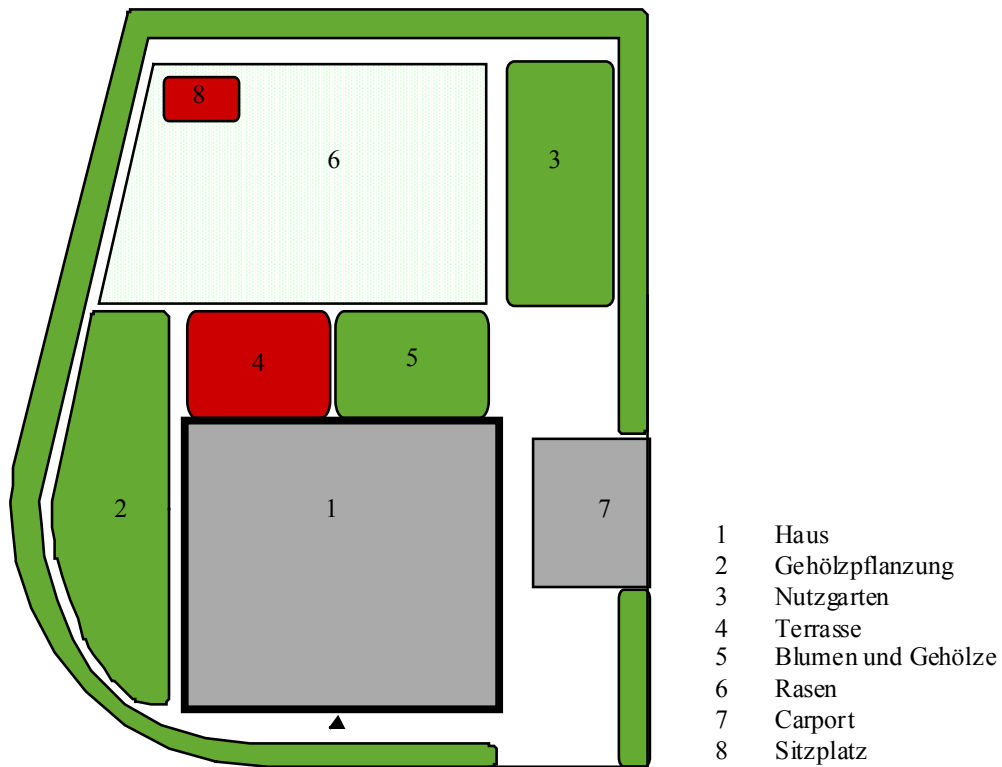 8
6
3
4
5
2
1
7
1 Haus
2 Gehölzpflanzung
3 Nutzgarten
4 Terrasse
5 Blumen und Gehölze
6 Rasen
7 Carport
8 Sitzplatz